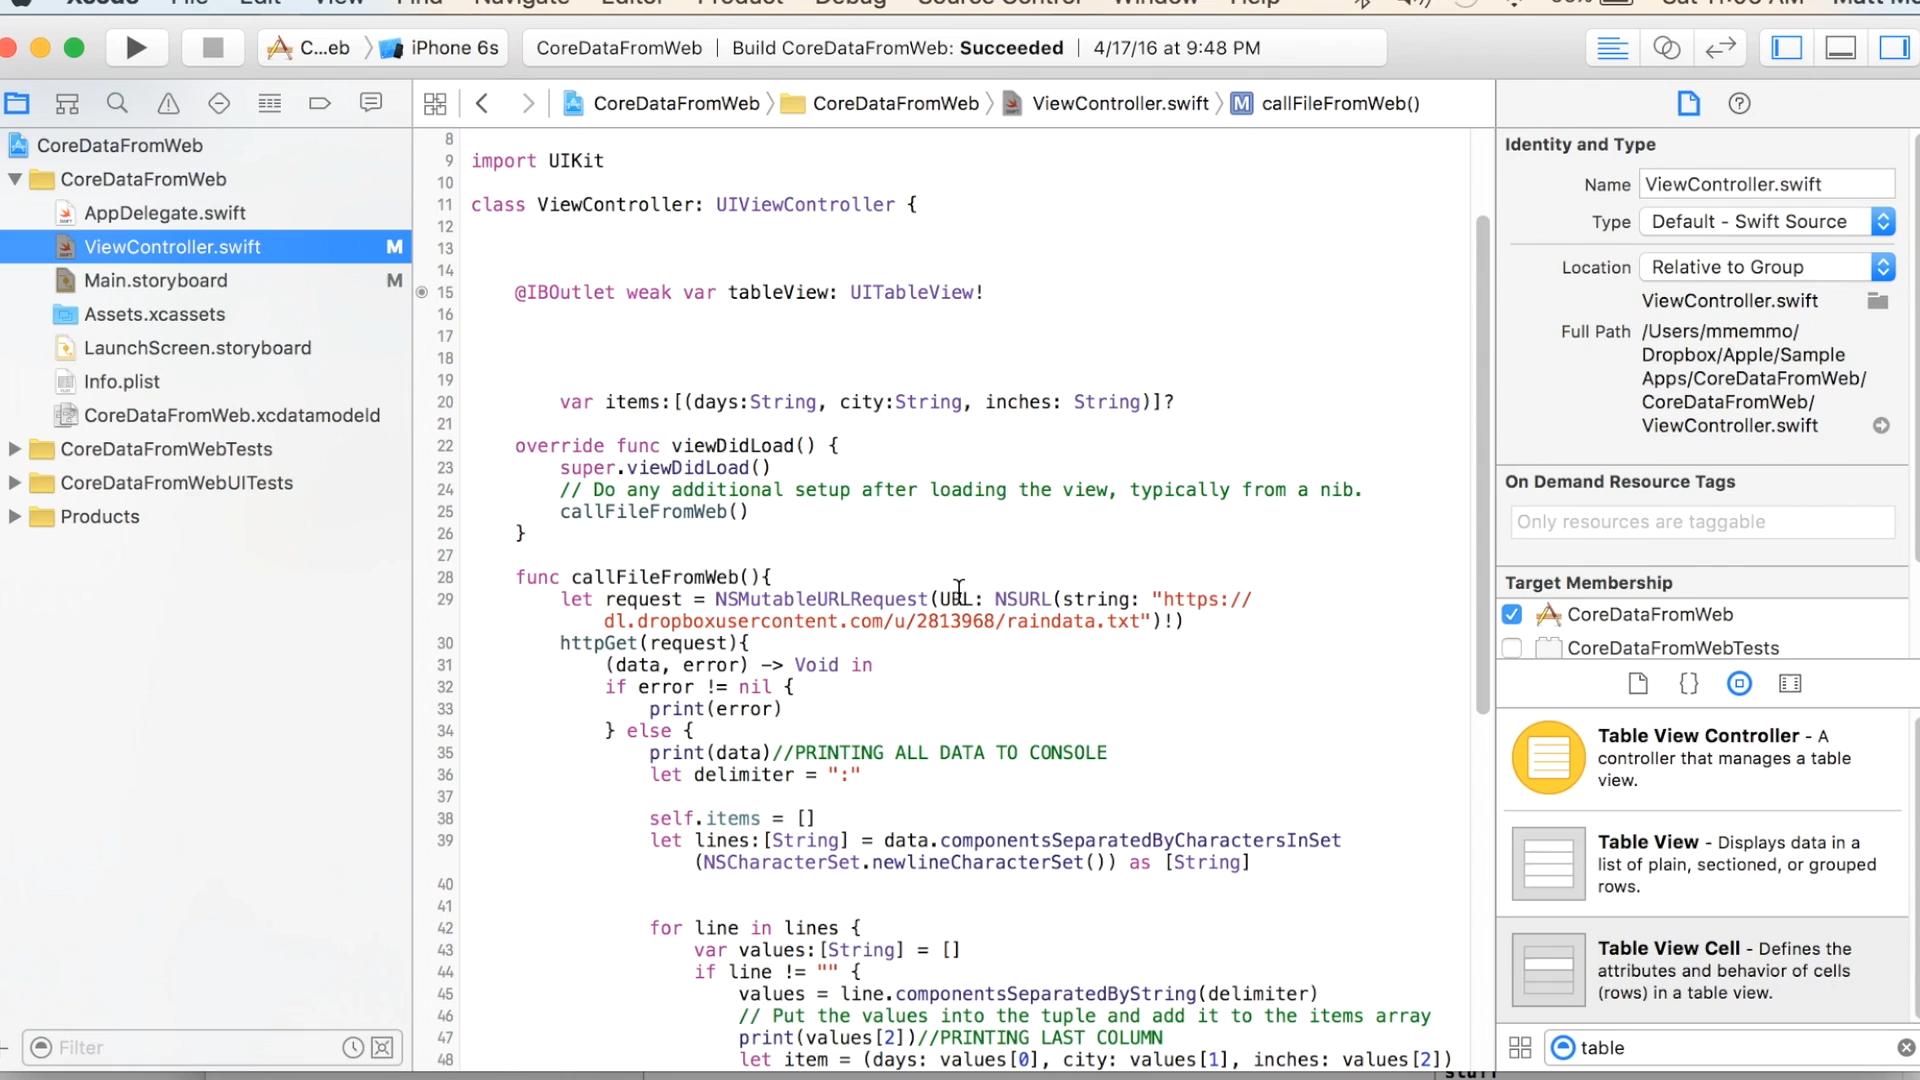 Xcode File Edit View Find Navigate Editor Product Debug Source Control Window Help
C...eb iPhone 6s CoreDataFromWeb Build CoreDataFromWeb: Succeeded 4/17/16 at 9:48 PM
CoreDataFromWeb CoreDataFromWeb ViewController.swift M callFileFromWeb()
CoreDataFromWeb
CoreDataFromWeb
AppDelegate.swift
ViewController.swift M
Main.storyboard M
Assets.xcassets
LaunchScreen.storyboard
Info.plist
CoreDataFromWeb.xcdatamodeld
CoreDataFromWebTests
CoreDataFromWebUITests
Products
Filter
8
9 import UIKit
10
11 class ViewController: UIViewController {
12
13
14
15 @IBOutlet weak var tableView: UITableView!
16
17
18
19
20 var items:[(days:String, city:String, inches: String)]?
21
22 override func viewDidLoad() {
23 super.viewDidLoad()
24 // Do any additional setup after loading the view, typically from a nib.
25 callFileFromWeb()
26 }
27
28 func callFileFromWeb(){
29 let request = NSMutableURLRequest(URL: NSURL(string: "https://
dl.dropboxusercontent.com/u/2813968/raindata.txt")!)
30 httpGet(request){
31 (data, error) -> Void in
32 if error != nil {
33 print(error)
34 } else {
35 print(data)//PRINTING ALL DATA TO CONSOLE
36 let delimiter = ":"
37
38 self.items = []
39 let lines:[String] = data.componentsSeparatedByCharactersInSet
(NSCharacterSet.newlineCharacterSet()) as [String]
40
41
42 for line in lines {
43 var values:[String] = []
44 if line != "" {
45 values = line.componentsSeparatedByString(delimiter)
46 // Put the values into the tuple and add it to the items array
47 print(values[2])//PRINTING LAST COLUMN
48 let item = (days: values[0], city: values[1], inches: values[2])
Identity and Type
Name ViewController.swift
Type Default - Swift Source
Location Relative to Group
ViewController.swift
Full Path /Users/mmemmo/
Dropbox/Apple/Sample
Apps/CoreDataFromWeb/
CoreDataFromWeb/
ViewController.swift
On Demand Resource Tags
Only resources are taggable
Target Membership
CoreDataFromWeb
CoreDataFromWebTests
Table View Controller - A
controller that manages a table
view.
Table View - Displays data in a
list of plain, sectioned, or grouped
rows.
Table View Cell - Defines the
attributes and behavior of cells
(rows) in a table view.
table